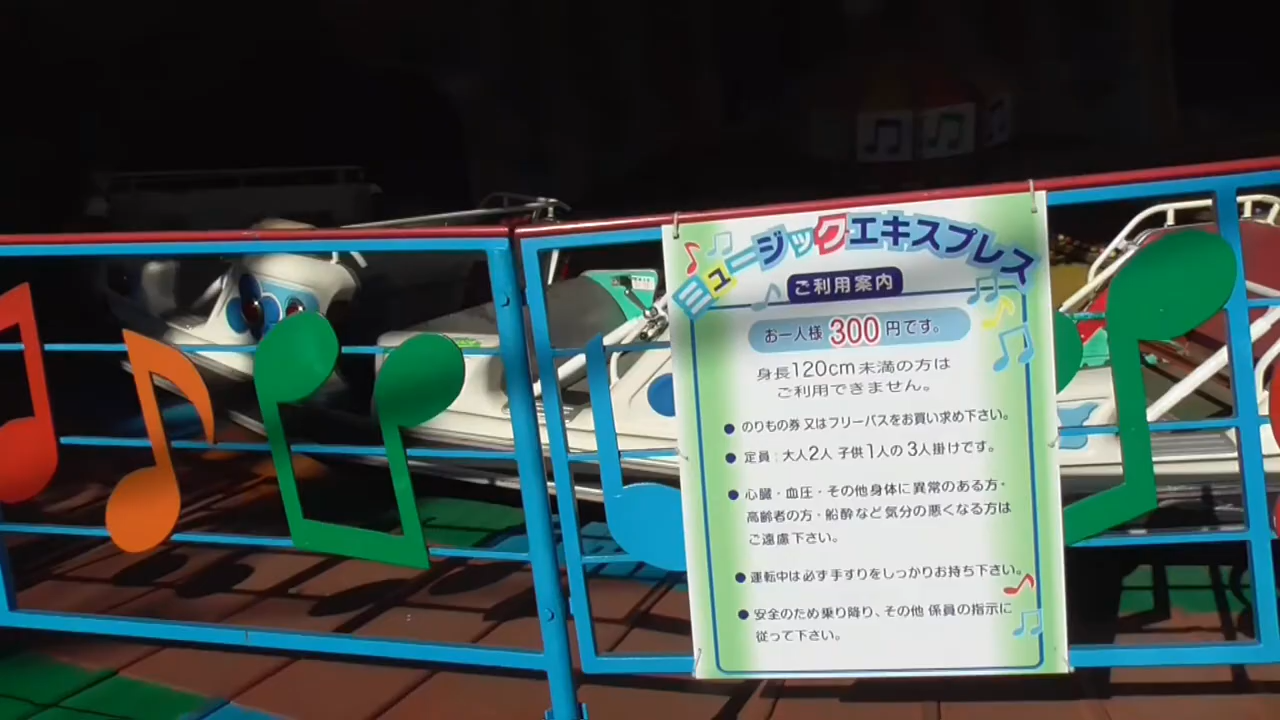 ミュージックエキスプレス
ご利用案内
お一人様 300円です。
身長120cm未満の方は
ご利用できません。
● のりもの券 又はフリーパスをお買い求め下さい。
● 定員:大人2人 子供1人の 3人掛けです。
● 心臓・血圧・その他身体に異常のある方・
高齢者の方・船酔など気分の悪くなる方は
ご遠慮下さい。
● 運転中は必ず手すりをしっかりお持ち下さい。
● 安全のため乗り降り、その他 係員の指示に
従って下さい。